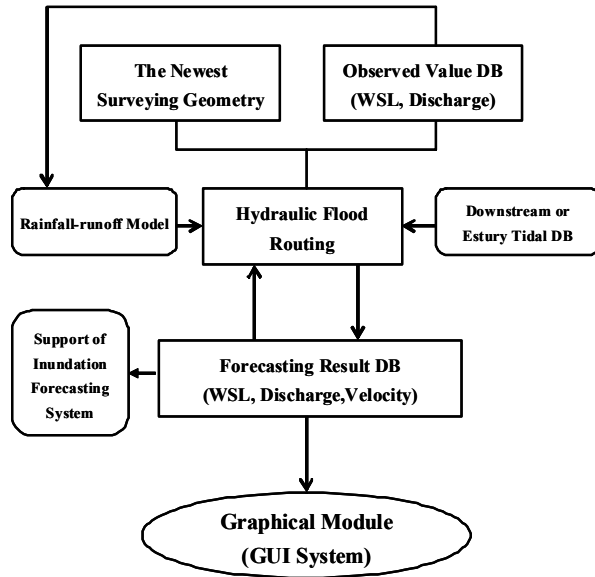 The Newest
Surveying Geometry
Observed Value DB
(WSL, Discharge)
Rainfall-runoff Model
Hydraulic Flood
Routing
Downstream or
Estury Tidal DB
Support of
Inundation
Forecasting
System
Forecasting Result DB
(WSL, Discharge,Velocity)
Graphical Module
(GUI System)